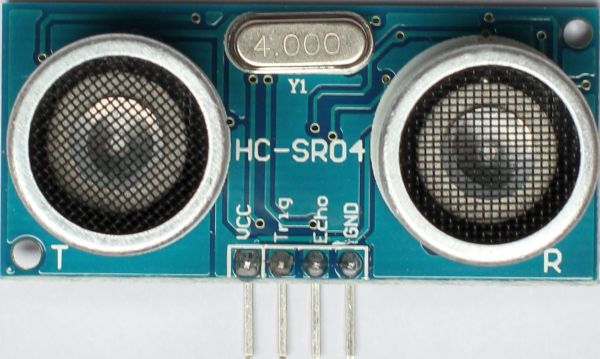 4.000
Y1
HC-SR04
VCC
Trig
Echo
GND
T
R